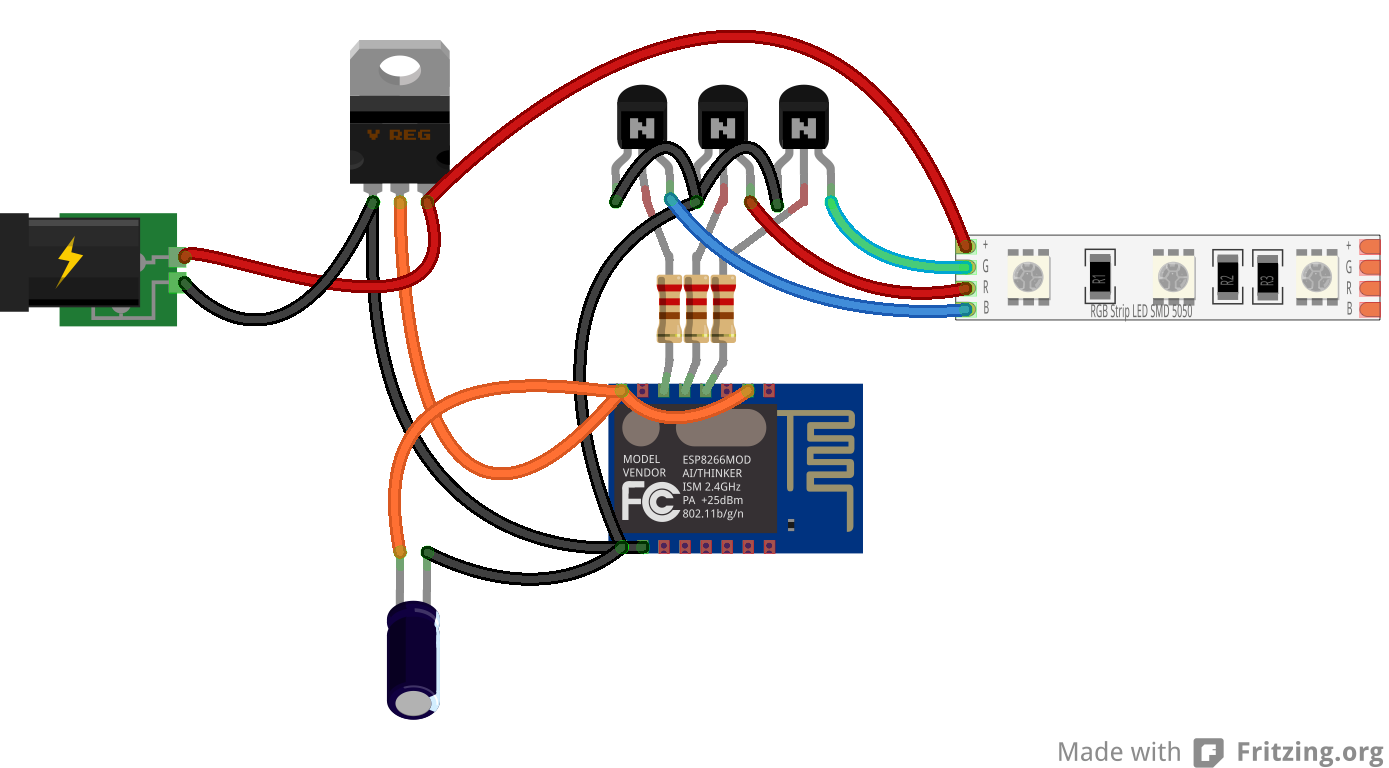 V REG
N N N
+ +
G G
R R
B B
R1 R2 R3
RGB Strip LED SMD 5050
MODEL ESP8266MOD
VENDOR AI/THINKER
ISM 2.4GHz
FC PA +25dBm
802.11b/g/n
Made with Fritzing.org